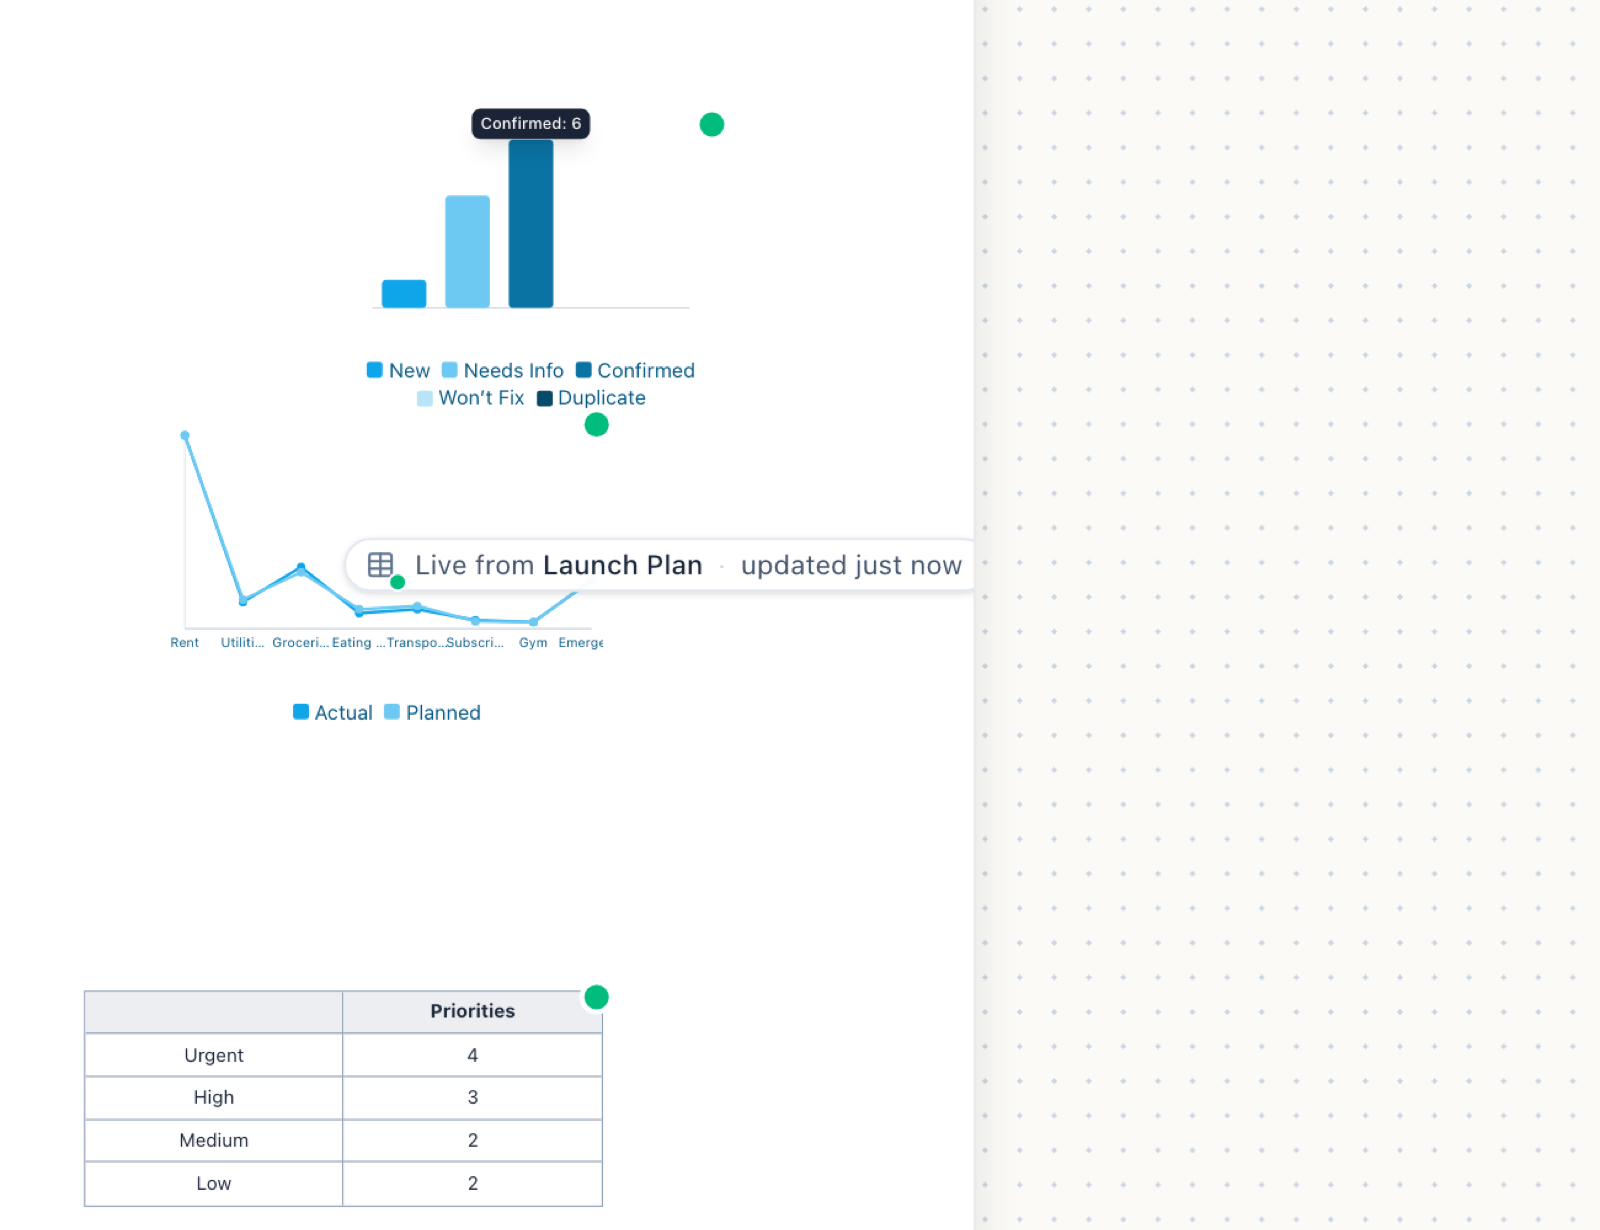 Confirmed: 6
New Needs Info Confirmed
Won’t Fix Duplicate
Live from Launch Plan · updated just now
Rent Utiliti... Groceri... Eating ... Transpo... Subscri... Gym Emerge
Actual Planned
Priorities
Urgent 4
High 3
Medium 2
Low 2